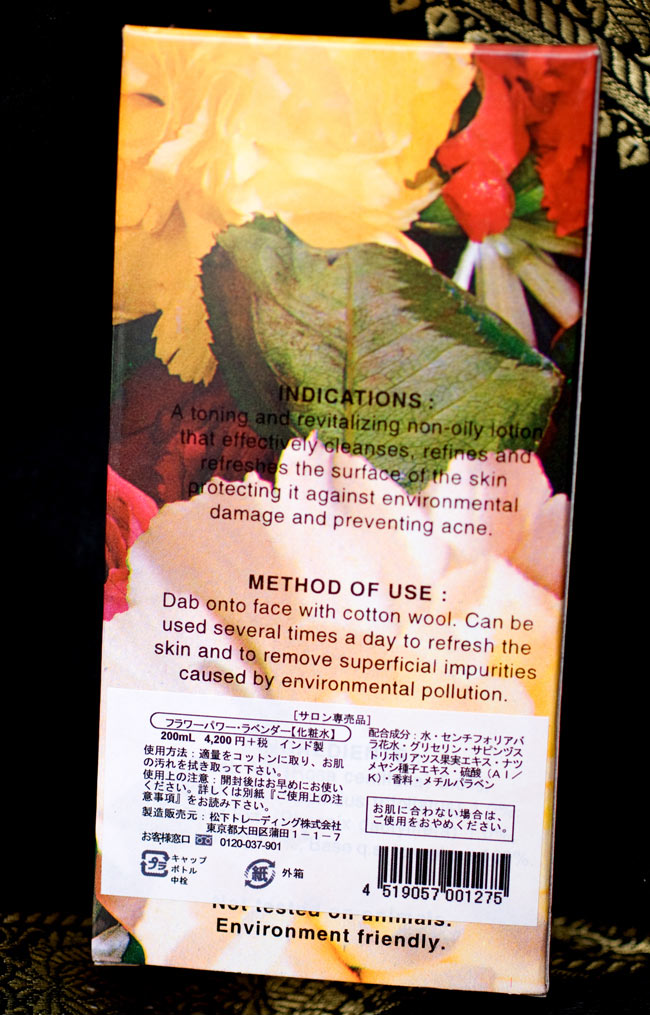 INDICATIONS :
A toning and revitalizing non-oily lotion
that effectively cleanses, refines and
refreshes the surface of the skin
protecting it against environmental
damage and preventing acne.
METHOD OF USE :
Dab onto face with cotton wool. Can be
used several times a day to refresh the
skin and to remove superficial impurities
caused by environmental pollution.
[サロン専売品]
フラワーパワー・ラベンダー【化粧水】
200mL 4,200円+税 インド製
使用方法：適量をコットンに取り、お肌
の汚れを拭き取って下さい。
使用上の注意：開封後はお早めにお使い
ください。詳しくは別紙『ご使用上の注
意事項』をお読み下さい。
製造販売元：松下トレーディング株式会社
東京都大田区蒲田1-1-7
お客様窓口 0120-037-901
プラ
キャップ
ボトル
中栓
紙 外箱
配合成分：水・センチフォリアバ
ラ花水・グリセリン・サピンヅス
トリホリアツス果実エキス・ナツ
メヤシ種子エキス・硫酸（Al／
K）・香料・メチルパラベン
お肌に合わない場合は、
ご使用をおやめください。
4 519057 001275
Not tested on animals.
Environment friendly.